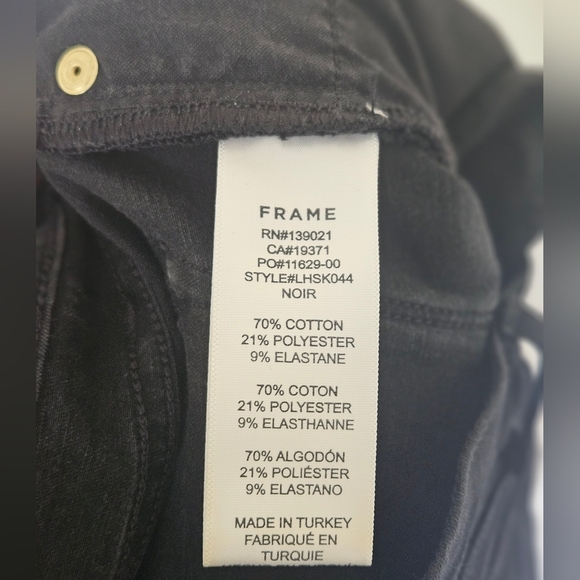 FRAME
RN#139021
CA#19371
PO#11629-00
STYLE#LHSK044
NOIR
70% COTTON
21% POLYESTER
9% ELASTANE
70% COTON
21% POLYESTER
9% ELASTHANNE
70% ALGODÓN
21% POLIÉSTER
9% ELASTANO
MADE IN TURKEY
FABRIQUÉ EN
TURQUIE